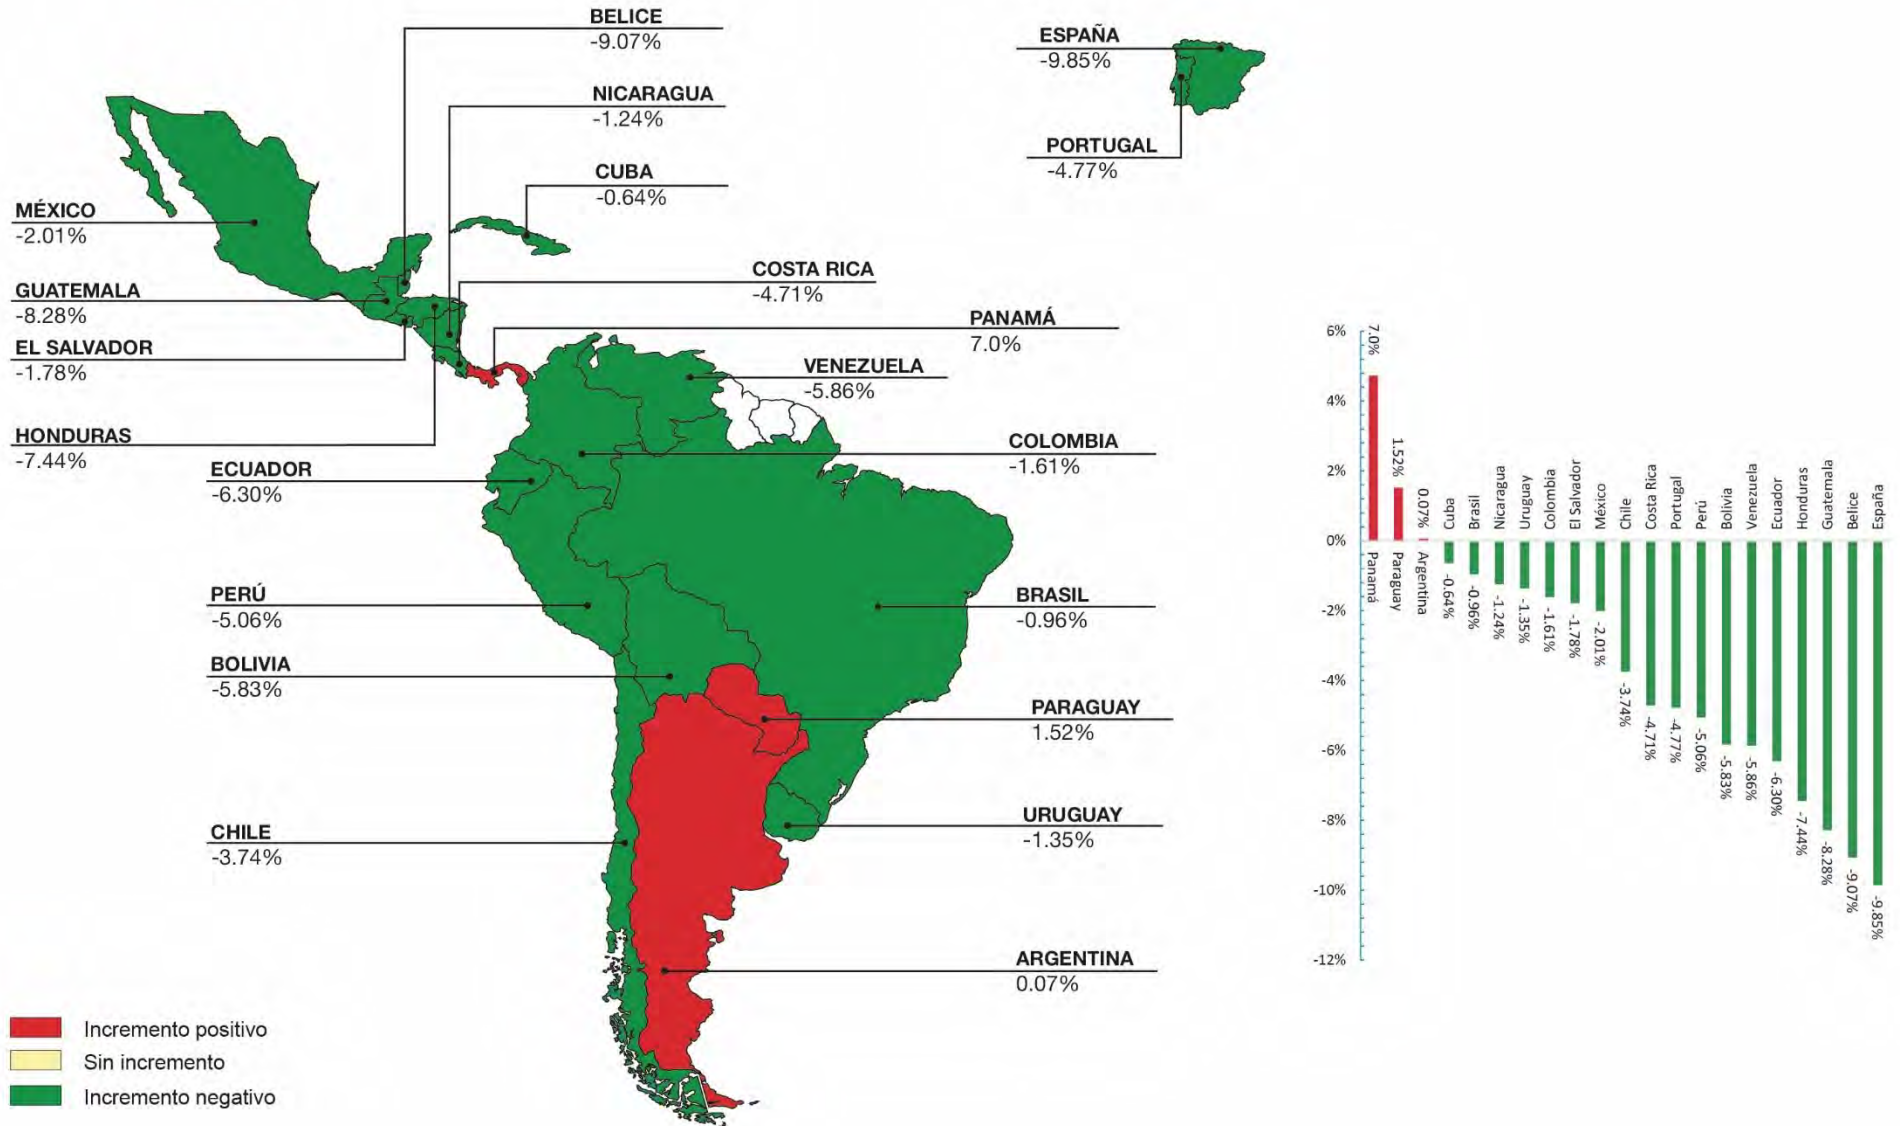 BELICE
-9.07%
NICARAGUA
-1.24%
CUBA
-0.64%
ESPAÑA
-9.85%
PORTUGAL
-4.77%
MÉXICO
-2.01%
GUATEMALA
-8.28%
EL SALVADOR
-1.78%
HONDURAS
-7.44%
COSTA RICA
-4.71%
PANAMÁ
7.0%
VENEZUELA
-5.86%
COLOMBIA
-1.61%
ECUADOR
-6.30%
PERÚ
-5.06%
BRASIL
-0.96%
BOLIVIA
-5.83%
PARAGUAY
1.52%
URUGUAY
-1.35%
CHILE
-3.74%
ARGENTINA
0.07%
Incremento positivo
Sin incremento
Incremento negativo
6%
4%
2%
0%
-2%
-4%
-6%
-8%
-10%
-12%
7.0%
Panamá
1.52%
Paraguay
0.07%
Argentina
Cuba
-0.64%
Brasil
-0.96%
Nicaragua
-1.24%
Uruguay
-1.35%
Colombia
-1.61%
El Salvador
-1.78%
México
-2.01%
Chile
-3.74%
Costa Rica
-4.71%
Portugal
-4.77%
Perú
-5.06%
Bolivia
-5.83%
Venezuela
-5.86%
Ecuador
-6.30%
Honduras
-7.44%
Guatemala
-8.28%
Belice
-9.07%
España
-9.85%